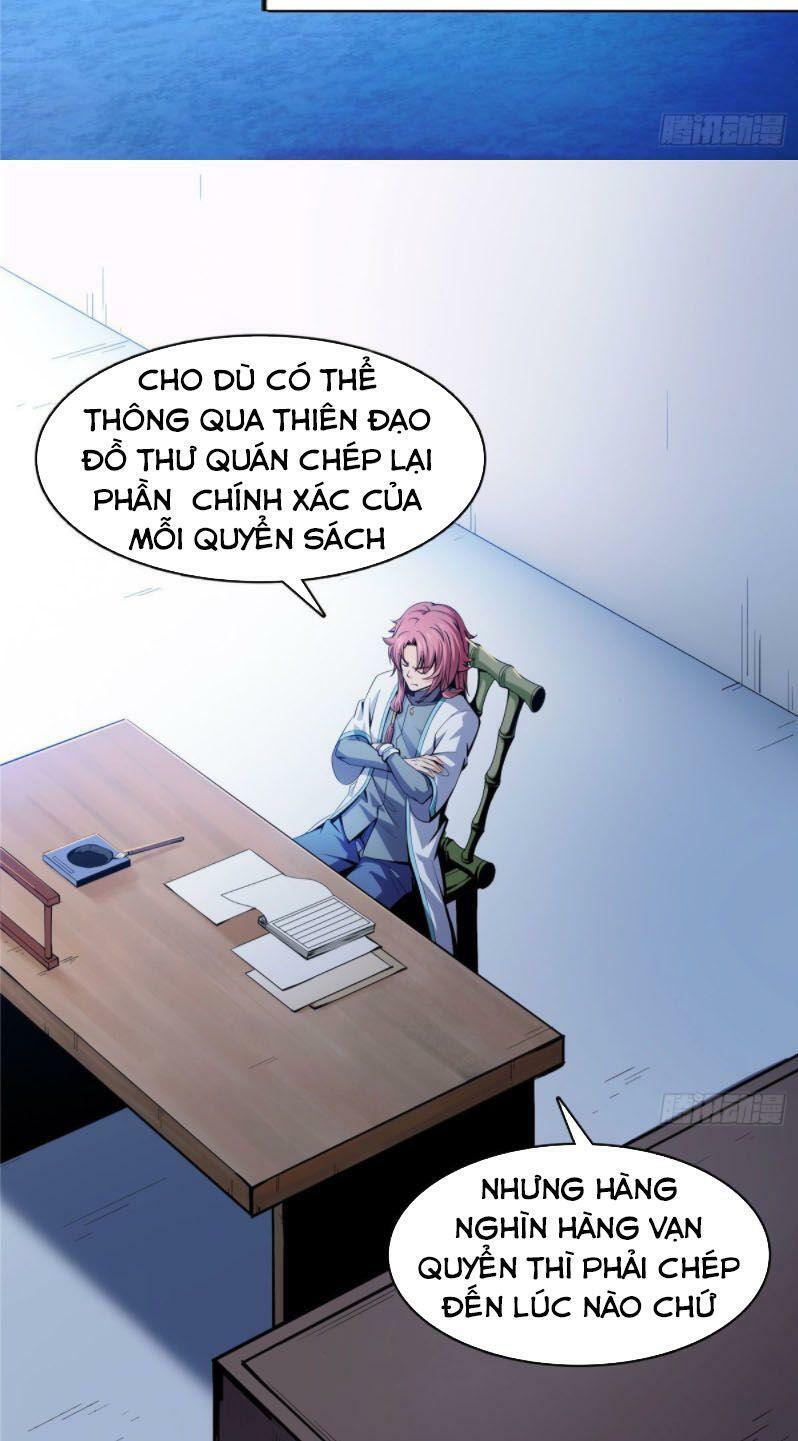 腾讯动漫
CHO DÙ CÓ THỂ
THÔNG QUA THIÊN ĐẠO
ĐỒ THƯ QUÁN CHÉP LẠI
PHẦN CHÍNH XÁC CỦA
MỖI QUYỂN SÁCH
腾讯动漫
NHƯNG HÀNG
NGHÌN HÀNG VẠN
QUYỂN THÌ PHẢI CHÉP
ĐẾN LÚC NÀO CHỨ